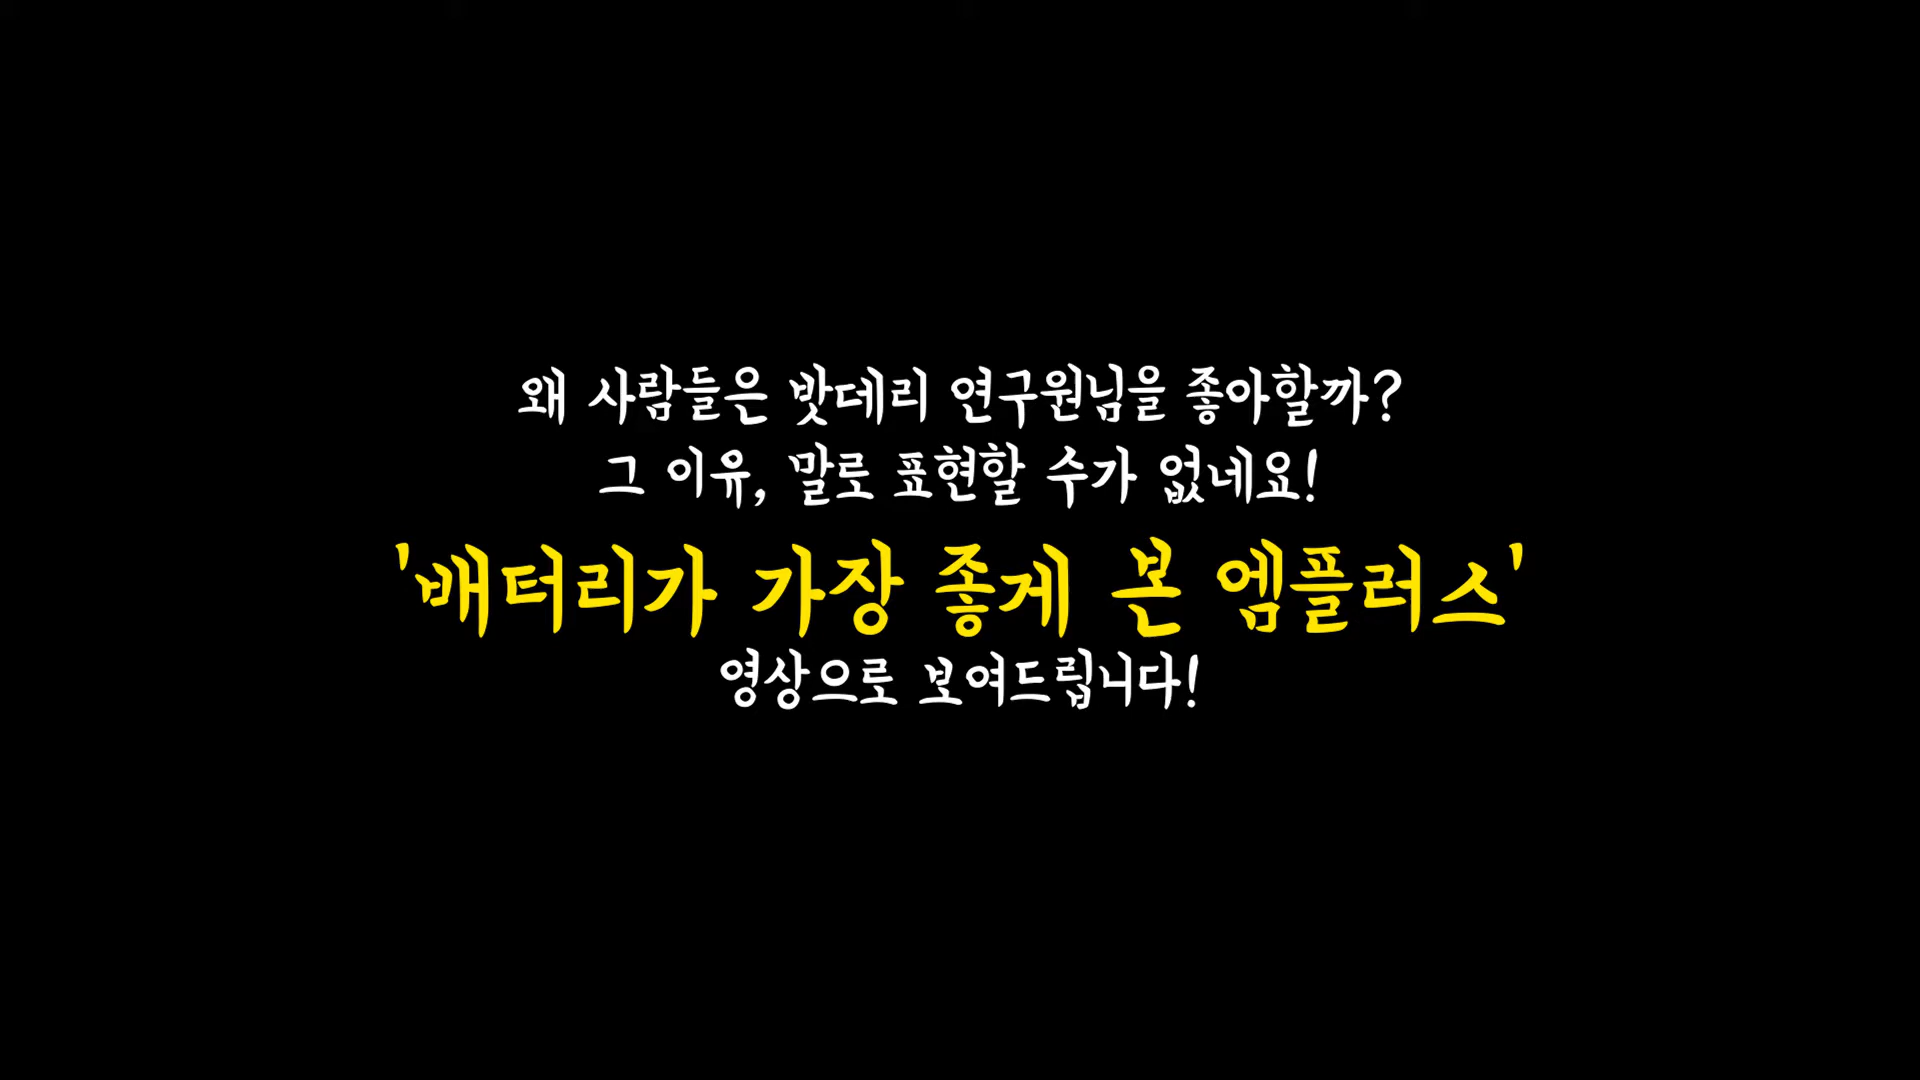 왜 사람들은 밧데리 연구원님을 좋아할까?
그 이유, 말로 표현할 수가 없네요!
'배터리가 가장 좋게 본 엠플러스'
영상으로 보여드립니다!